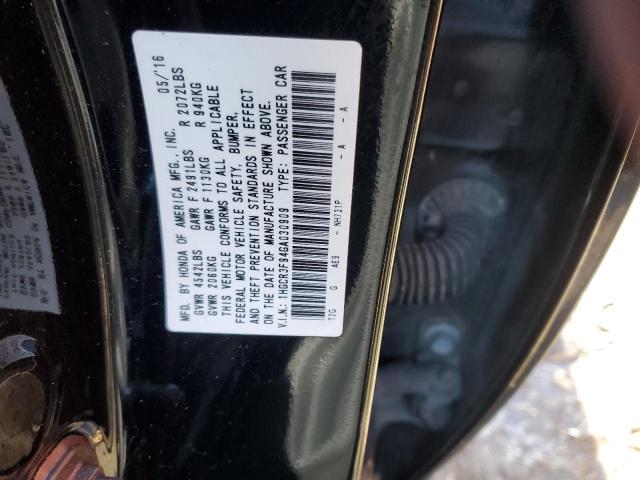 MFD. BY HONDA OF AMERICA MFG., INC. 05/'16
GVWR 4542LBS GAWR F 2491LBS R 2072LBS
GVWR 2060KG GAWR F 1130KG R 940KG
THIS VEHICLE CONFORMS TO ALL APPLICABLE
FEDERAL MOTOR VEHICLE SAFETY, BUMPER,
AND THEFT PREVENTION STANDARDS IN EFFECT
ON THE DATE OF MANUFACTURE SHOWN ABOVE.
V.I.N.: 1HGCR3F94GA030909 TYPE: PASSENGER CAR
G AE9 - NH731P - A - A